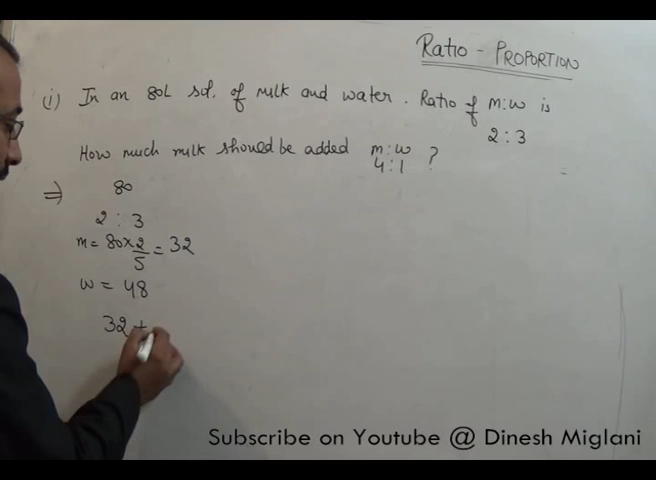 Ratio - PROPORTION
(i) In an 80L sol. of milk and water. Ratio of m:w is
2 : 3
How much milk should be added m:w ?
4:1
⇒ 80
2 : 3
m = 80 x 2/5 = 32
w = 48
32 +
Subscribe on Youtube @ Dinesh Miglani